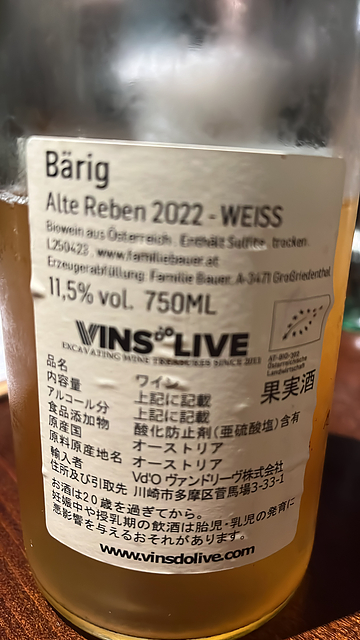 Bärig
Alte Reben 2022 - WEISS
Biowein aus Österreich . Enthält Sulfite . trocken.
L250423 . www.familiebauer.at
Erzeugerabfüllung: Familie Bauer, A-3471 Großriedenthal
11,5% vol. 750ML
VINS do LIVE
EXCAVATING WINE TREASURES SINCE 2013
AT-BIO-302
Österreichische
Landwirtschaft
果実酒
品名 ワイン
内容量 上記に記載
アルコール分 上記に記載
食品添加物 酸化防止剤(亜硫酸塩)含有
原産国 オーストリア
原料原産地名 オーストリア
輸入者 Vd'O ヴァンドリーヴ株式会社
住所及び引取先 川崎市多摩区菅馬場3-33-1
お酒は20歳を過ぎてから。
妊娠中や授乳期の飲酒は胎児・乳児の発育に
悪影響を与えるおそれがあります。
www.vinsdolive.com